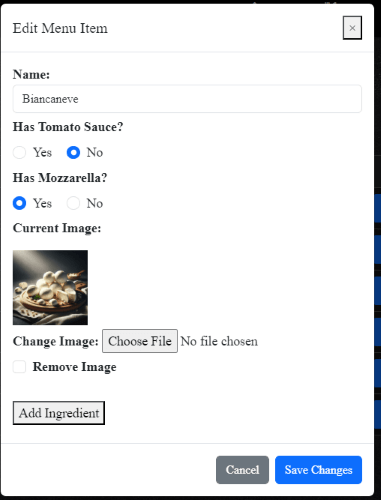 Edit Menu Item ×
Name:
Biancaneve
Has Tomato Sauce?
Yes No
Has Mozzarella?
Yes No
Current Image:
Change Image: Choose File No file chosen
Remove Image
Add Ingredient
Cancel Save Changes